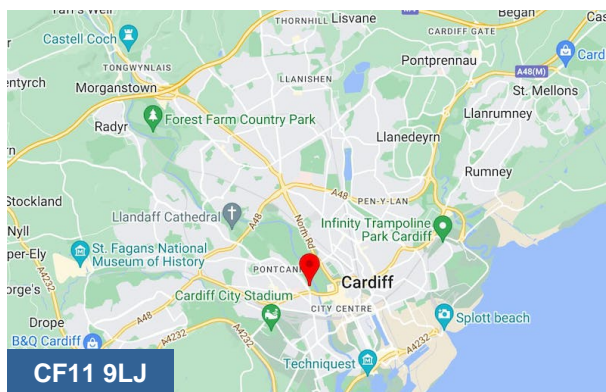 Taff's Well
THORNHILL
Lisvane
Began
CARDIFF GATE
Castleton
Castell Coch
TONGWYNLAIS
Pontprennau
A48(M)
Card
LLANISHEN
Morganstown
St. Mellons
entyrch
Radyr
Forest Farm Country Park
Llanrumney
Llanedeyrn
Rumney
A48
PEN-Y-LAN
Stockland
Llandaff Cathedral
A48
North Rd
Infinity Trampoline
Park Cardiff
Nyll
per-Ely
St. Fagans National
Museum of History
A4232
PONTCANN
Cardiff
orge's
Cardiff City Stadium
CITY CENTRE
Drope
A48
A4232
Splott beach
B&Q Cardiff
A4232
Techniquest
CF11 9LJ